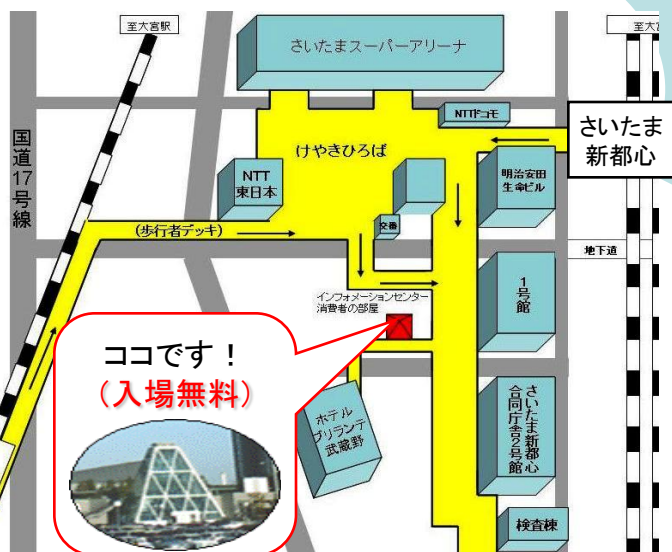 至大宮駅
さいたまスーパーアリーナ
至大
NTTドコモ
さいたま
新都心
国道17号線
けやきひろば
NTT
東日本
明治安田
生命ビル
交番
(歩行者デッキ)
地下道
1号館
インフォメーションセンター
消費者の部屋
ココです！
(入場無料)
ホテル
ブリランテ
武蔵野
さいたま新都心
合同庁舎2号館
検査棟